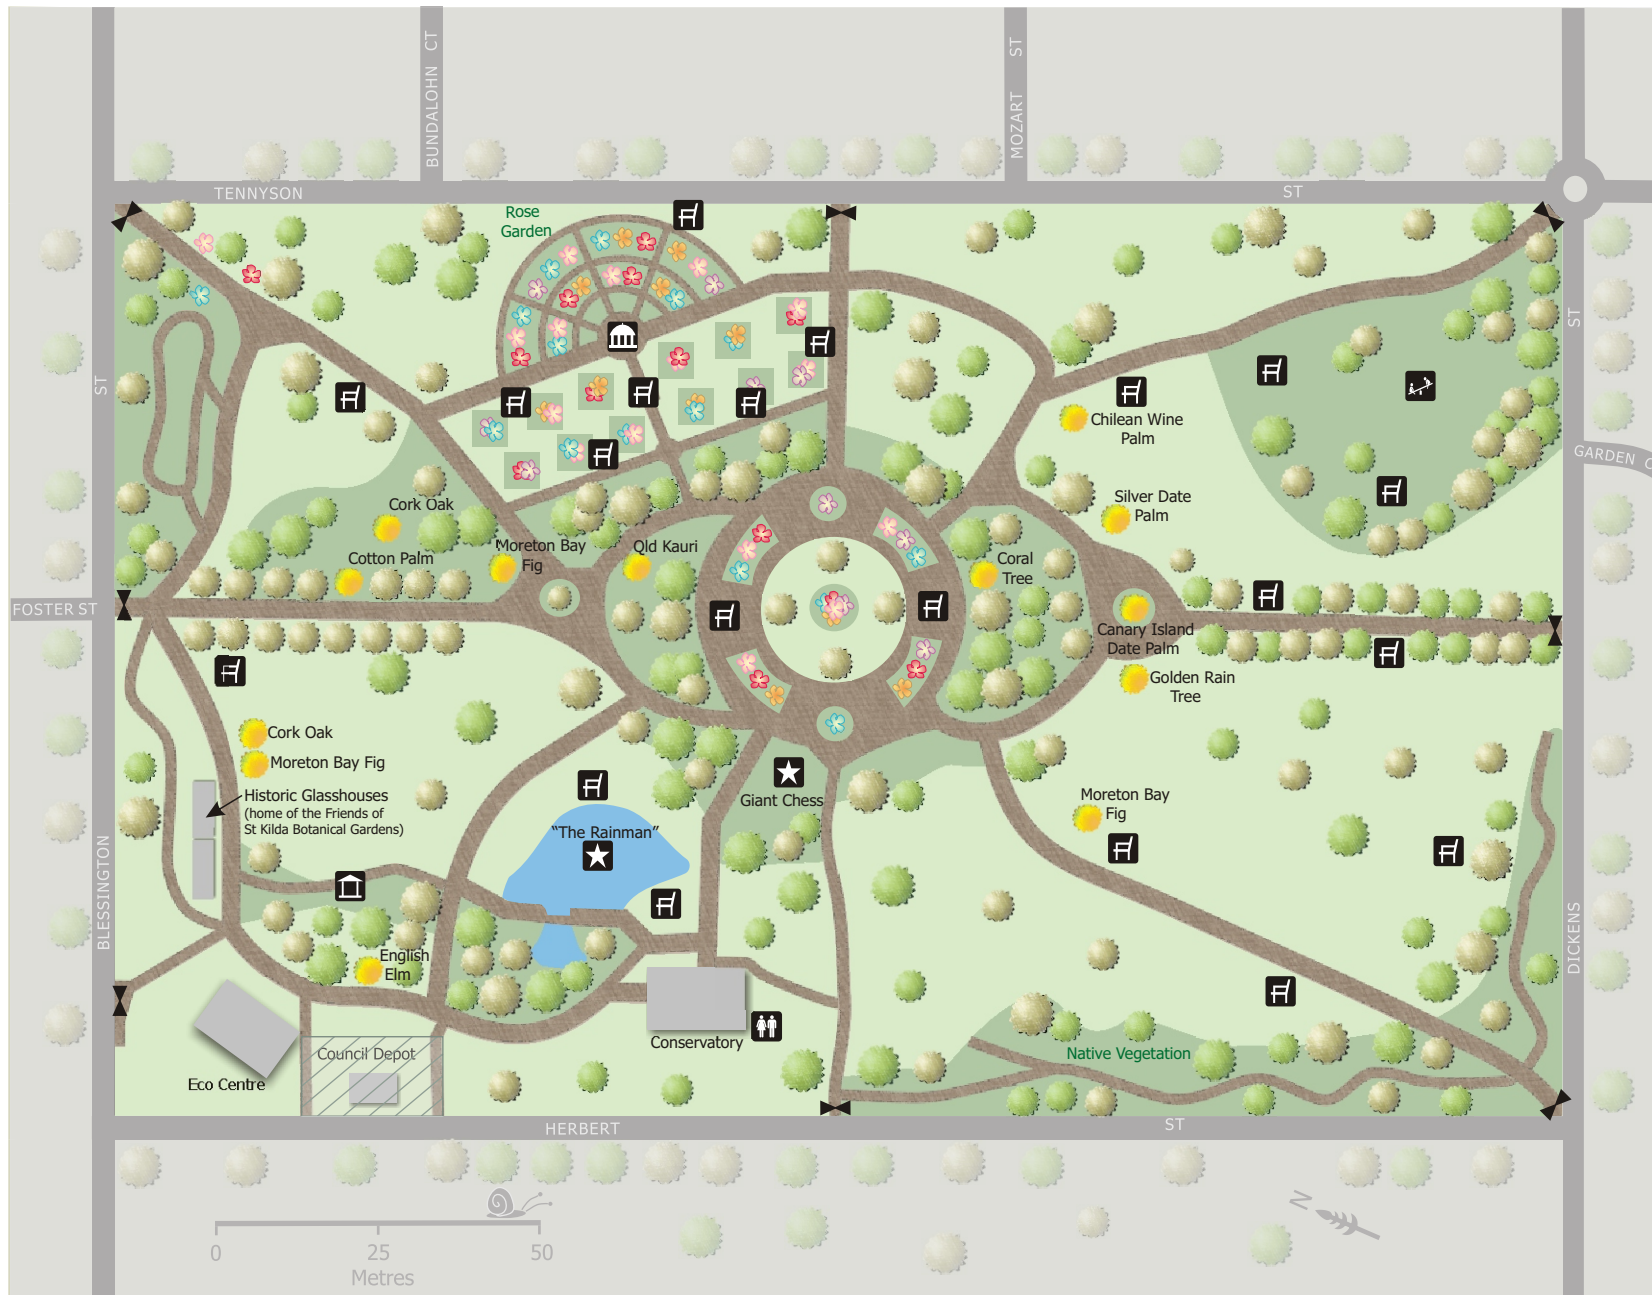 BUNDALOHN CT
MOZART ST
TENNYSON
ST
Rose
Garden
ST
ST
Chilean Wine
Palm
GARDEN
Cork Oak
Silver Date
Palm
Moreton Bay
Fig
Qld Kauri
Cotton Palm
Coral
Tree
FOSTER ST
Canary Island
Date Palm
Golden Rain
Tree
Cork Oak
Moreton Bay Fig
Historic Glasshouses
(home of the Friends of
St Kilda Botanical Gardens)
Giant Chess
Moreton Bay
Fig
"The Rainman"
BLESSINGTON
DICKENS
English
Elm
Conservatory
Native Vegetation
Council Depot
Eco Centre
HERBERT
ST
N
0 25 50
Metres